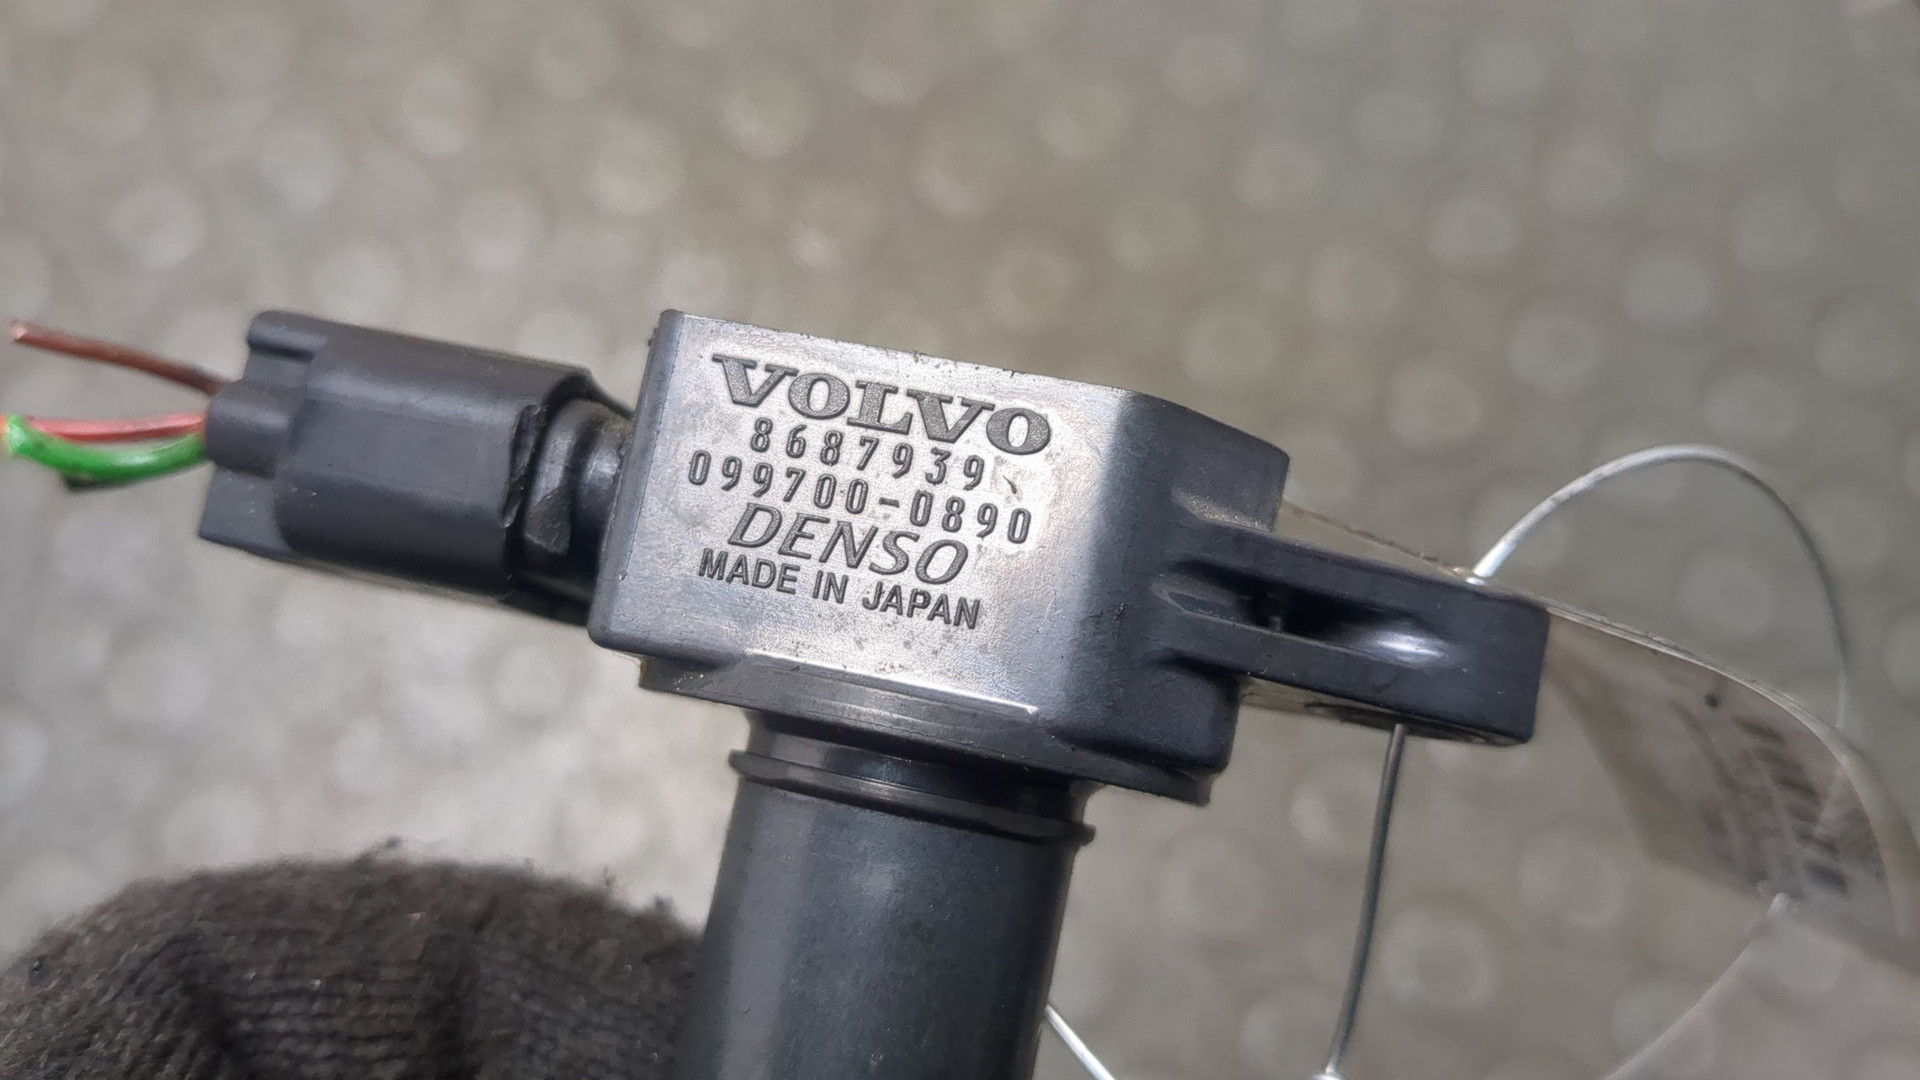 VOLVO
8687939
099700-0890
DENSO
MADE IN JAPAN